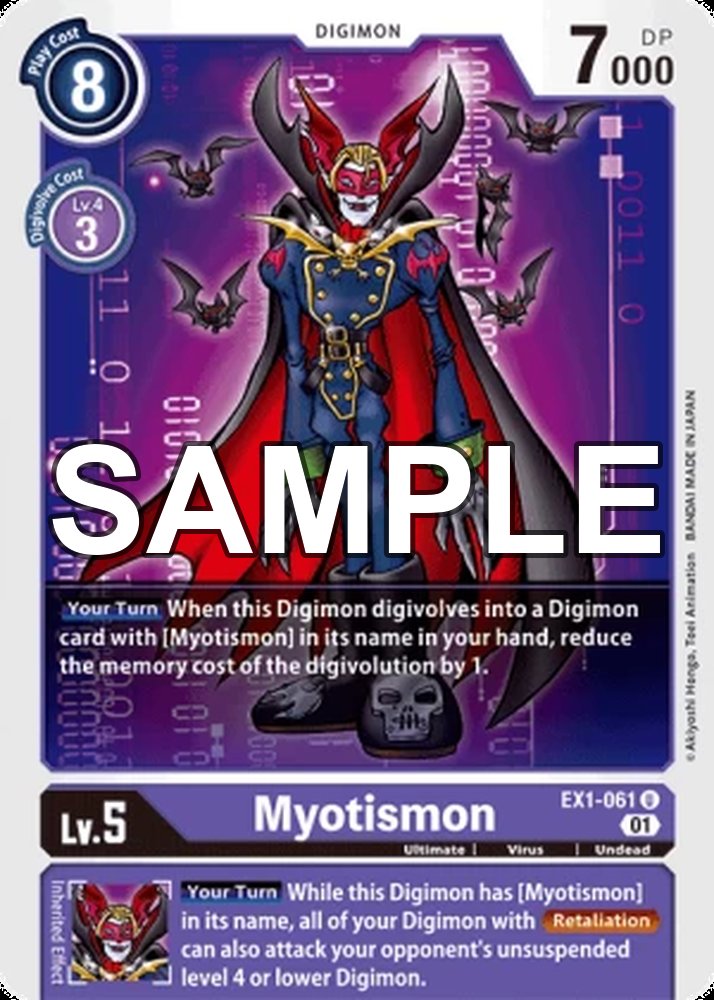 DIGIMON
Play Cost
8
7000
DP
Digivolve Cost
Lv.4
3
SAMPLE
Your Turn When this Digimon digivolves into a Digimon
card with [Myotismon] in its name in your hand, reduce
the memory cost of the digivolution by 1.
© Akiyoshi Hongo, Toei Animation BANDAI MADE IN JAPAN
Lv.5
Myotismon
EX1-061 U
01
Ultimate | Virus | Undead
Inherited Effect
Your Turn While this Digimon has [Myotismon]
in its name, all of your Digimon with Retaliation
can also attack your opponent's unsuspended
level 4 or lower Digimon.